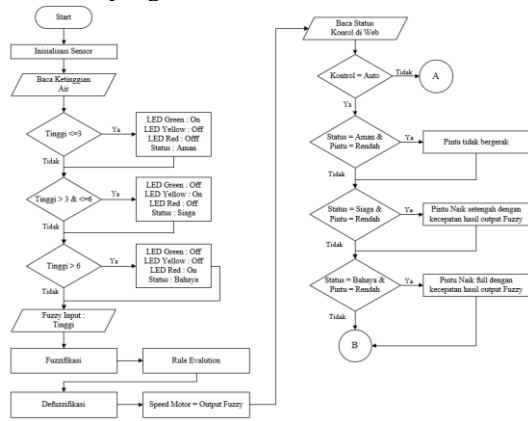 Start
Inisialisasi Sensor
Baca Ketinggian
Air
Tinggi <=3
Ya
Tidak
LED Green : On
LED Yellow : Off
LED Red : Offf
Status : Aman
Tinggi > 3 & <=6
Ya
Tidak
LED Green : Off
LED Yellow : On
LED Red : Off
Status : Siaga
Tinggi > 6
Ya
Tidak
LED Green : Off
LED Yellow : Off
LED Red : On
Status : Bahaya
Fuzzy Input :
Tinggi
Fuzzifikasi
Rule Evalution
Defuzzifikasi
Speed Motor = Output Fuzzy
Baca Status
Konrol di Web
Kontrol = Auto
Tidak
A
Ya
Status = Aman &
Pintu = Rendah
Ya
Pintu tidak bergerak
Tidak
Status = Siaga &
Pintu = Rendah
Ya
Pintu Naik setengah dengan
kecepatan hasil output Fuzzy
Tidak
Status = Bahaya &
Pintu = Rendah
Ya
Pintu Naik full dengan
kecepatan hasil output Fuzzy
Tidak
B